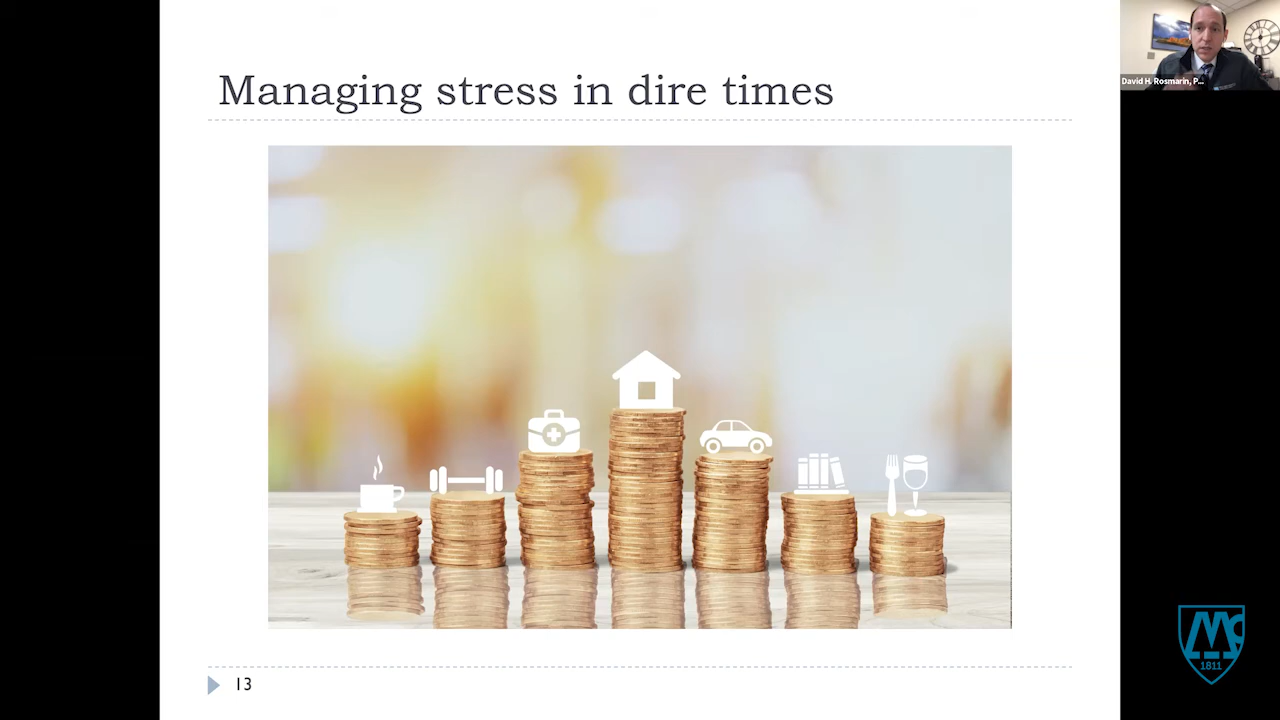 Managing stress in dire times
David H. Rosmarin, P...
13
1811